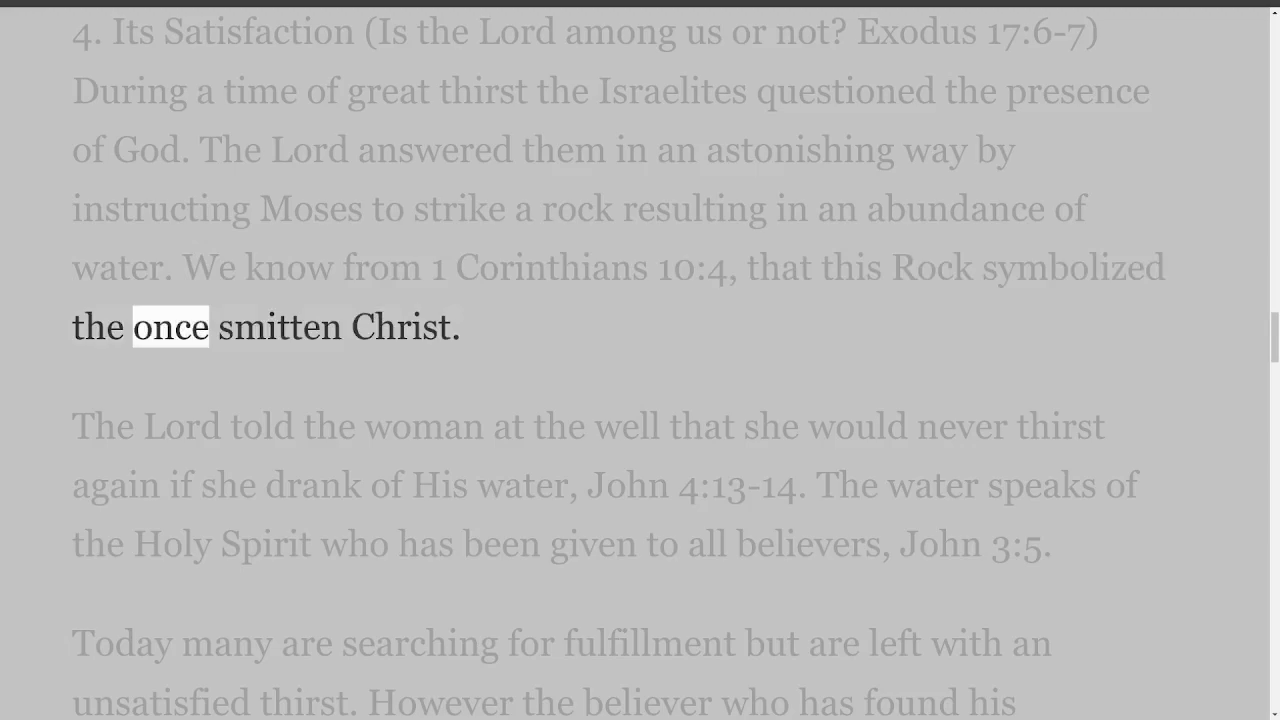 4. Its Satisfaction (Is the Lord among us or not? Exodus 17:6-7)
During a time of great thirst the Israelites questioned the presence
of God. The Lord answered them in an astonishing way by
instructing Moses to strike a rock resulting in an abundance of
water. We know from 1 Corinthians 10:4, that this Rock symbolized
the once smitten Christ.
The Lord told the woman at the well that she would never thirst
again if she drank of His water, John 4:13-14. The water speaks of
the Holy Spirit who has been given to all believers, John 3:5.
Today many are searching for fulfillment but are left with an
unsatisfied thirst. However the believer who has found his